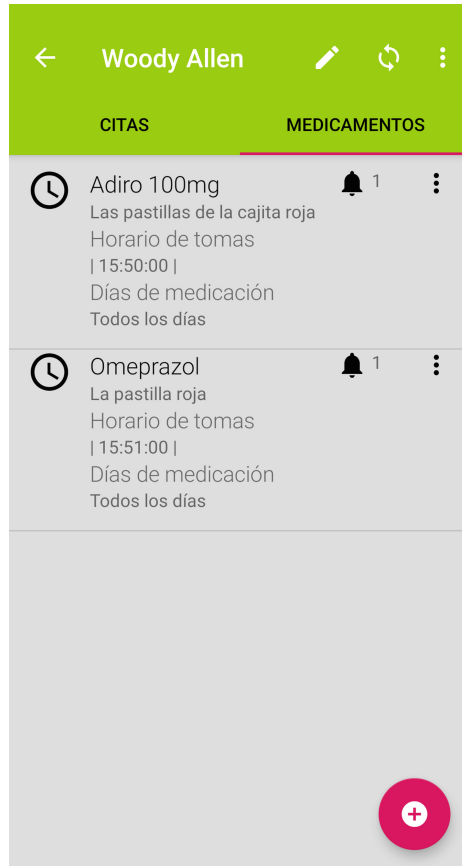 Woody Allen
CITAS
MEDICAMENTOS
Adiro 100mg
1
Las pastillas de la cajita roja
Horario de tomas
| 15:50:00 |
Días de medicación
Todos los días
Omeprazol
1
La pastilla roja
Horario de tomas
| 15:51:00 |
Días de medicación
Todos los días